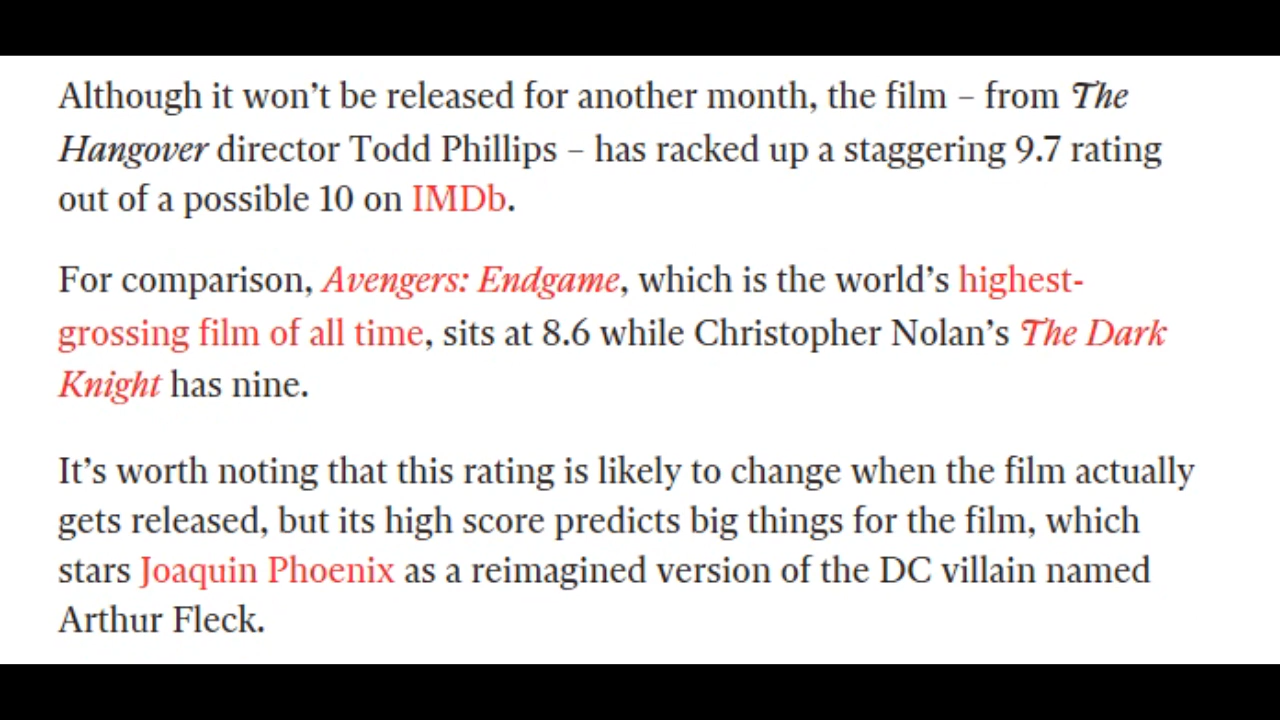 Although it won’t be released for another month, the film – from The
Hangover director Todd Phillips – has racked up a staggering 9.7 rating
out of a possible 10 on IMDb.
For comparison, Avengers: Endgame, which is the world’s highest-
grossing film of all time, sits at 8.6 while Christopher Nolan’s The Dark
Knight has nine.
It’s worth noting that this rating is likely to change when the film actually
gets released, but its high score predicts big things for the film, which
stars Joaquin Phoenix as a reimagined version of the DC villain named
Arthur Fleck.